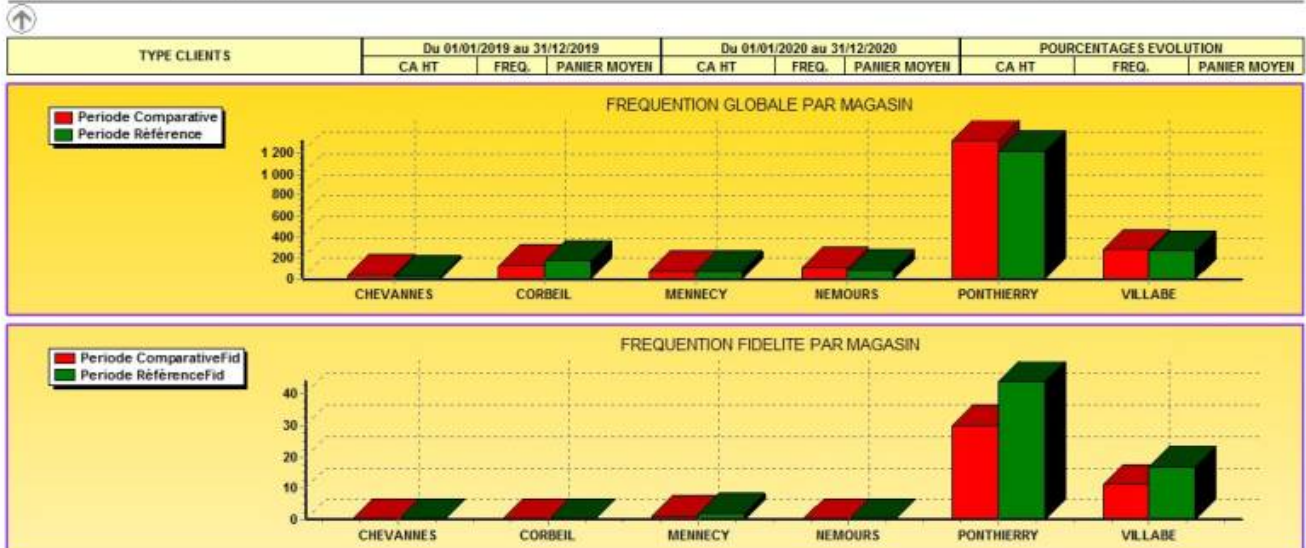 TYPE CLIENTS
Du 01/01/2019 au 31/12/2019
Du 01/01/2020 au 31/12/2020
POURCENTAGES EVOLUTION
CA HT FREQ. PANIER MOYEN CA HT FREQ. PANIER MOYEN CA HT FREQ. PANIER MOYEN
FREQUENTION GLOBALE PAR MAGASIN
Periode Comparative
Periode Référence
1 200
1 000
800
600
400
200
0
CHEVANNES CORBEIL MENNECY NEMOURS PONTHIERRY VILLABE
FREQUENTION FIDELITE PAR MAGASIN
Periode ComparativeFid
Periode RéférenceFid
40
30
20
10
0
CHEVANNES CORBEIL MENNECY NEMOURS PONTHIERRY VILLABE